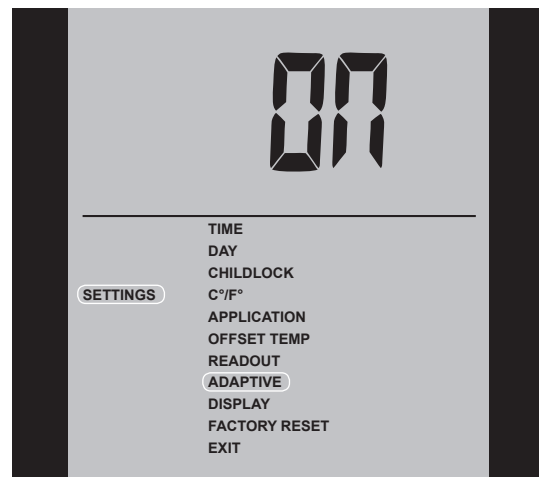 ON
TIME
DAY
CHILDLOCK
SETTINGS C°/F°
APPLICATION
OFFSET TEMP
READOUT
ADAPTIVE
DISPLAY
FACTORY RESET
EXIT